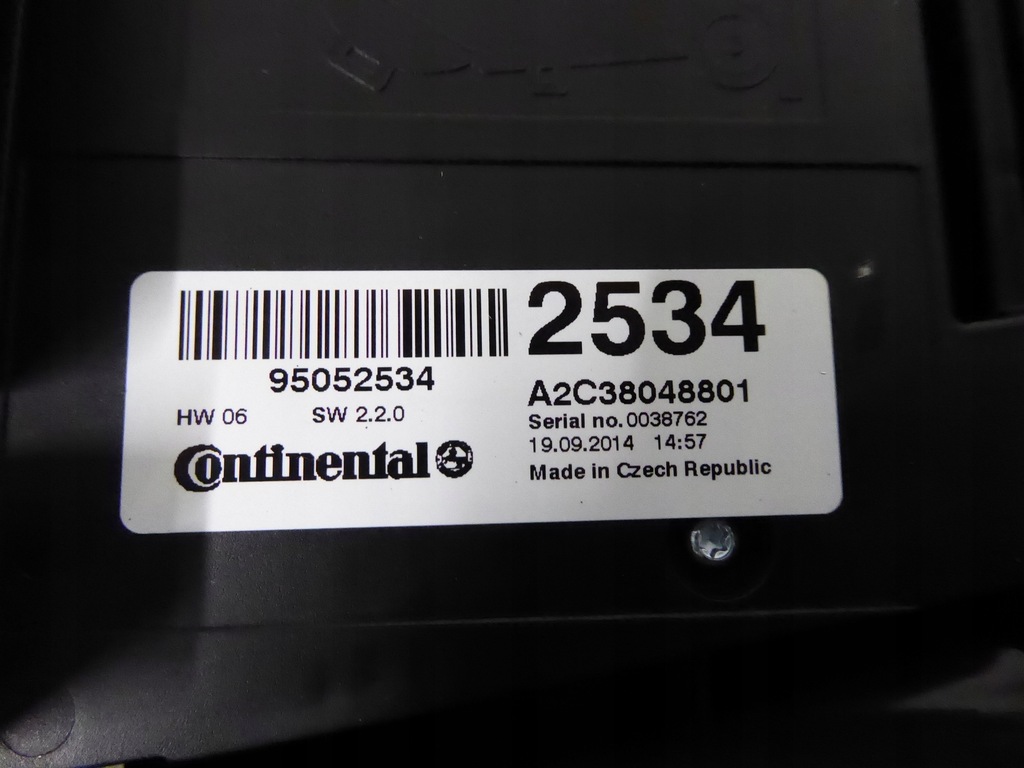 2534
95052534
HW 06 SW 2.2.0
Continental
A2C38048801
Serial no. 0038762
19.09.2014 14:57
Made in Czech Republic